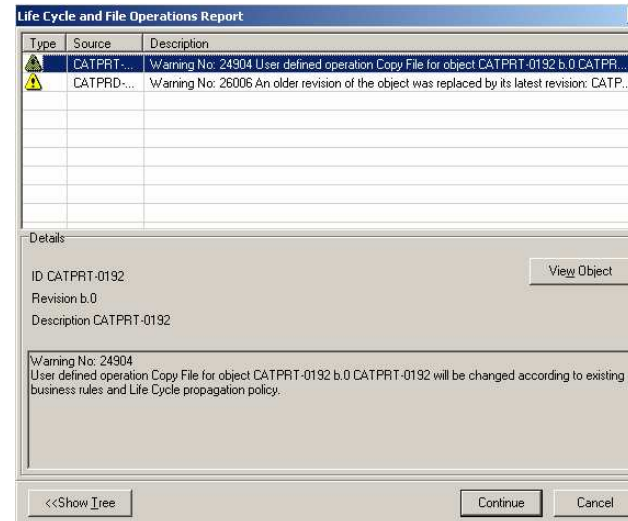 Life Cycle and File Operations Report
Type Source Description
CATPRT-... Warning No: 24904 User defined operation Copy File for object CATPRT-0192 b.0 CATPR...
CATPRD-... Warning No: 26006 An older revision of the object was replaced by its latest revision: CATP...
Details
View Object
ID CATPRT-0192
Revision b.0
Description CATPRT-0192
Warning No: 24904
User defined operation Copy File for object CATPRT-0192 b.0 CATPRT-0192 will be changed according to existing
business rules and Life Cycle propagation policy.
<<Show Tree Continue Cancel